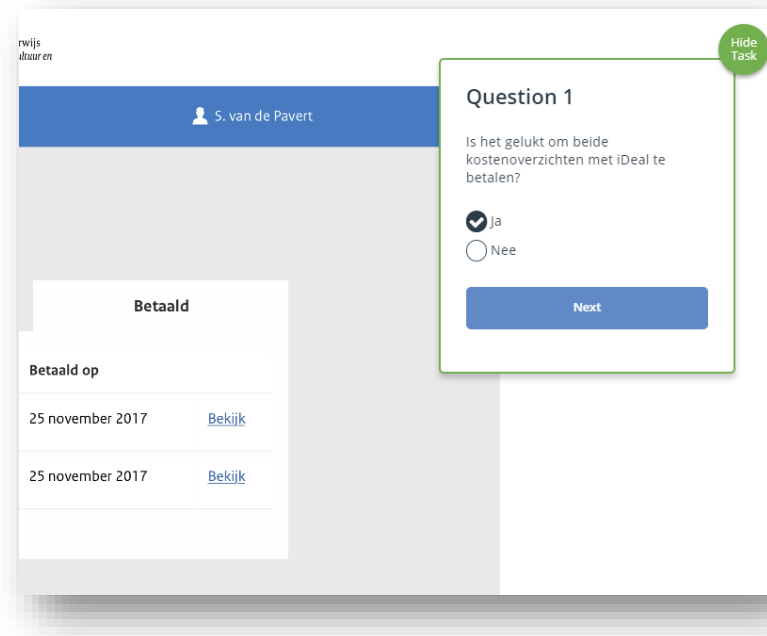 rwijs
ultuur en
Hide
Task
S. van de Pavert
Question 1
Is het gelukt om beide
kostenoverzichten met iDeal te
betalen?
Ja
Nee
Next
Betaald
Betaald op
25 november 2017 Bekijk
25 november 2017 Bekijk